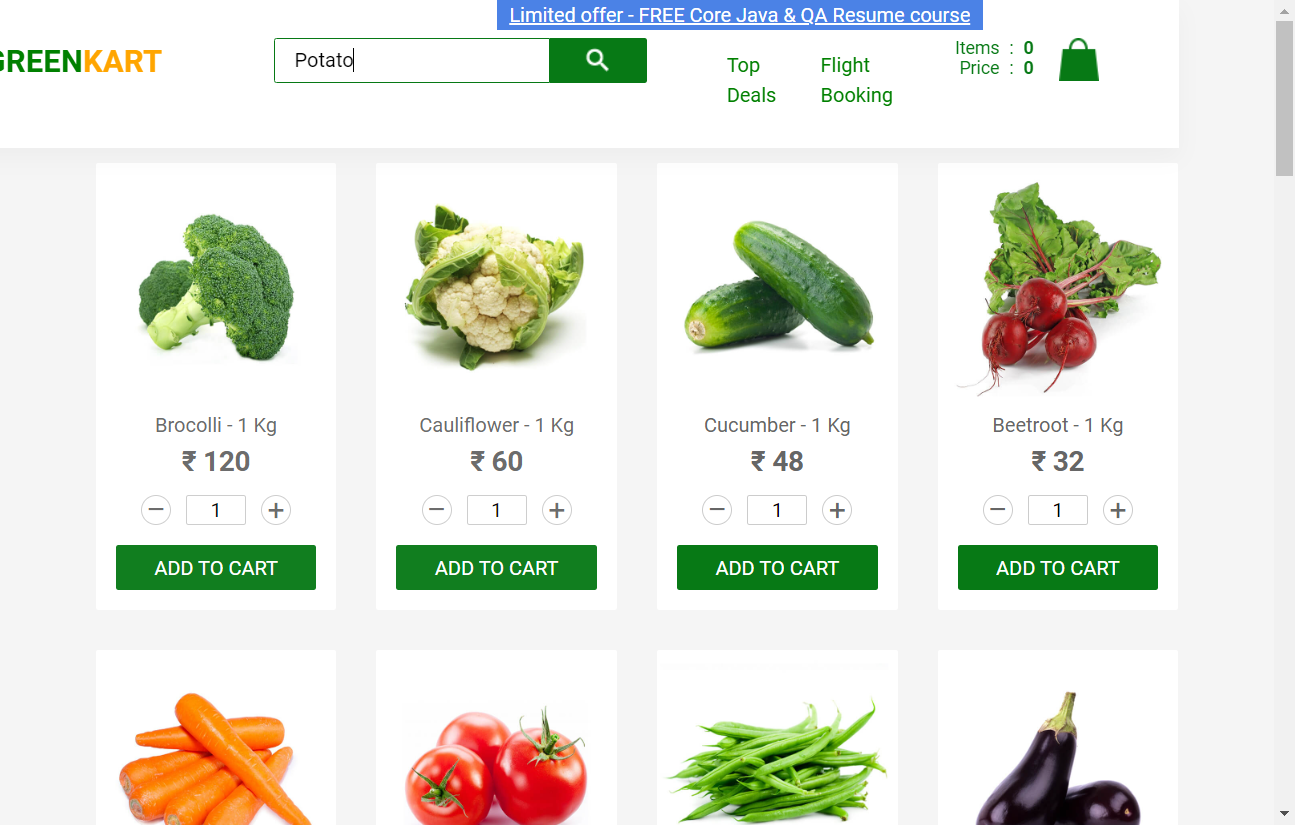 Limited offer - FREE Core Java & QA Resume course
GREENKART
Potato
Top
Deals
Flight
Booking
Items : 0
Price : 0
Brocolli - 1 Kg
₹ 120
1
ADD TO CART
Cauliflower - 1 Kg
₹ 60
1
ADD TO CART
Cucumber - 1 Kg
₹ 48
1
ADD TO CART
Beetroot - 1 Kg
₹ 32
1
ADD TO CART